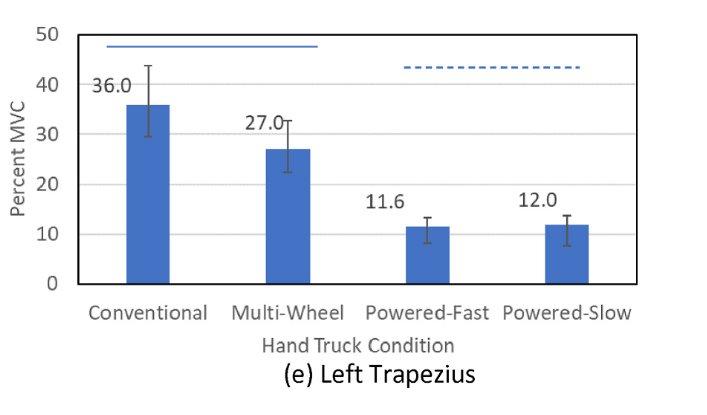 50
40
30
20
10
0
Percent MVC
36.0
27.0
11.6
12.0
Conventional Multi-Wheel Powered-Fast Powered-Slow
Hand Truck Condition
(e) Left Trapezius